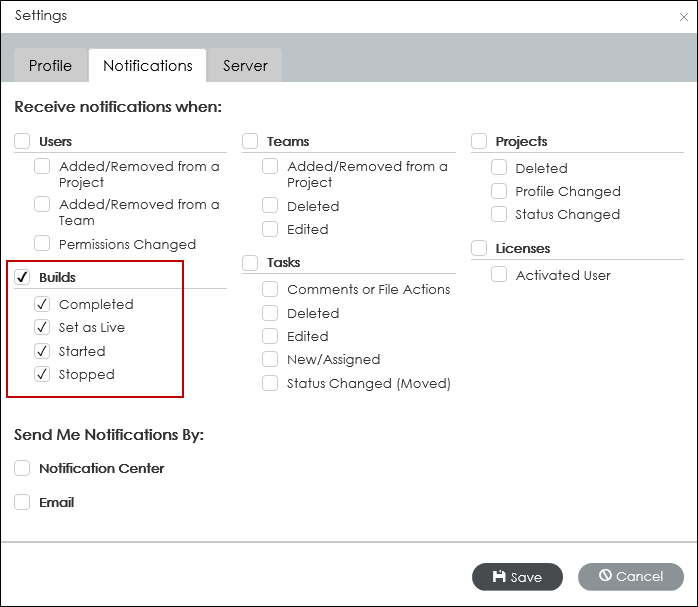 Settings
Profile
Notifications
Server
Receive notifications when:
Users
Added/Removed from a
Project
Added/Removed from a
Team
Permissions Changed
Builds
Completed
Set as Live
Started
Stopped
Teams
Added/Removed from a
Project
Deleted
Edited
Tasks
Comments or File Actions
Deleted
Edited
New/Assigned
Status Changed (Moved)
Projects
Deleted
Profile Changed
Status Changed
Licenses
Activated User
Send Me Notifications By:
Notification Center
Email
Save
Cancel